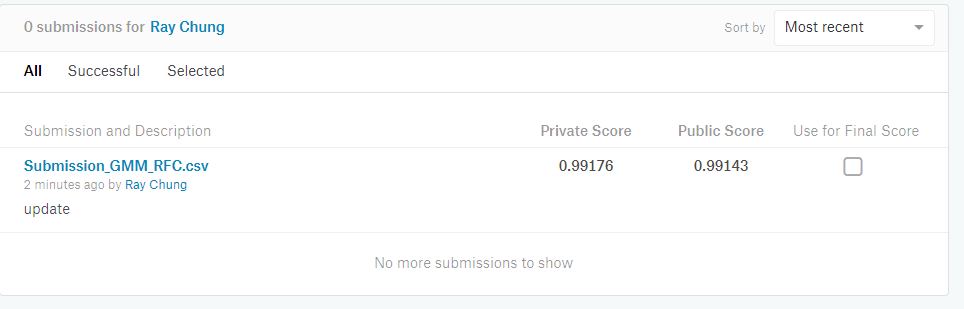 0 submissions for Ray Chung Sort by Most recent
All Successful Selected
Submission and Description Private Score Public Score Use for Final Score
Submission_GMM_RFC.csv 0.99176 0.99143
2 minutes ago by Ray Chung
update
No more submissions to show